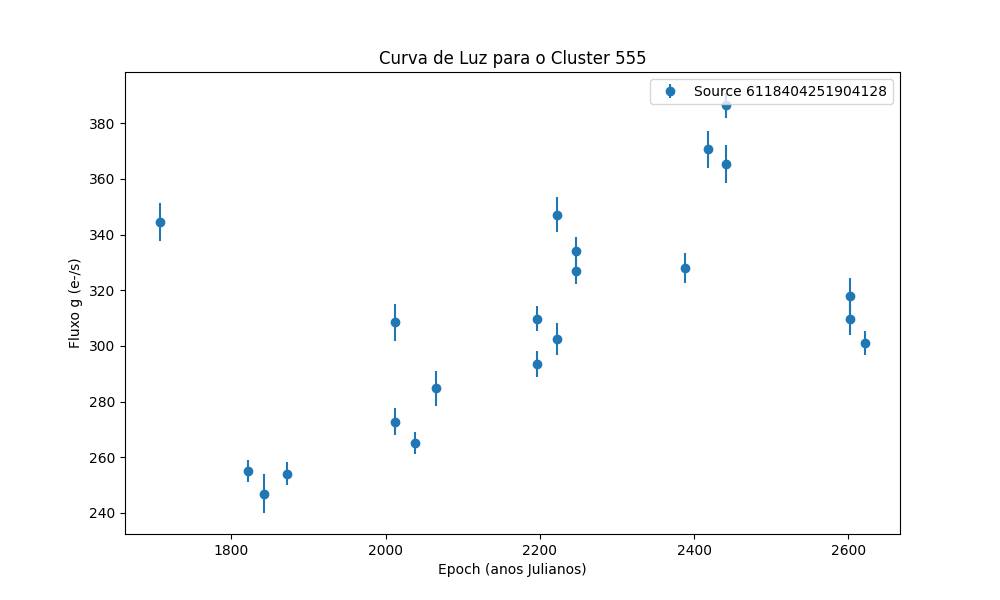 Curva de Luz para o Cluster 555
Source 6118404251904128
Fluxo g (e-/s)
380
360
340
320
300
280
260
240
1800 2000 2200 2400 2600
Epoch (anos Julianos)